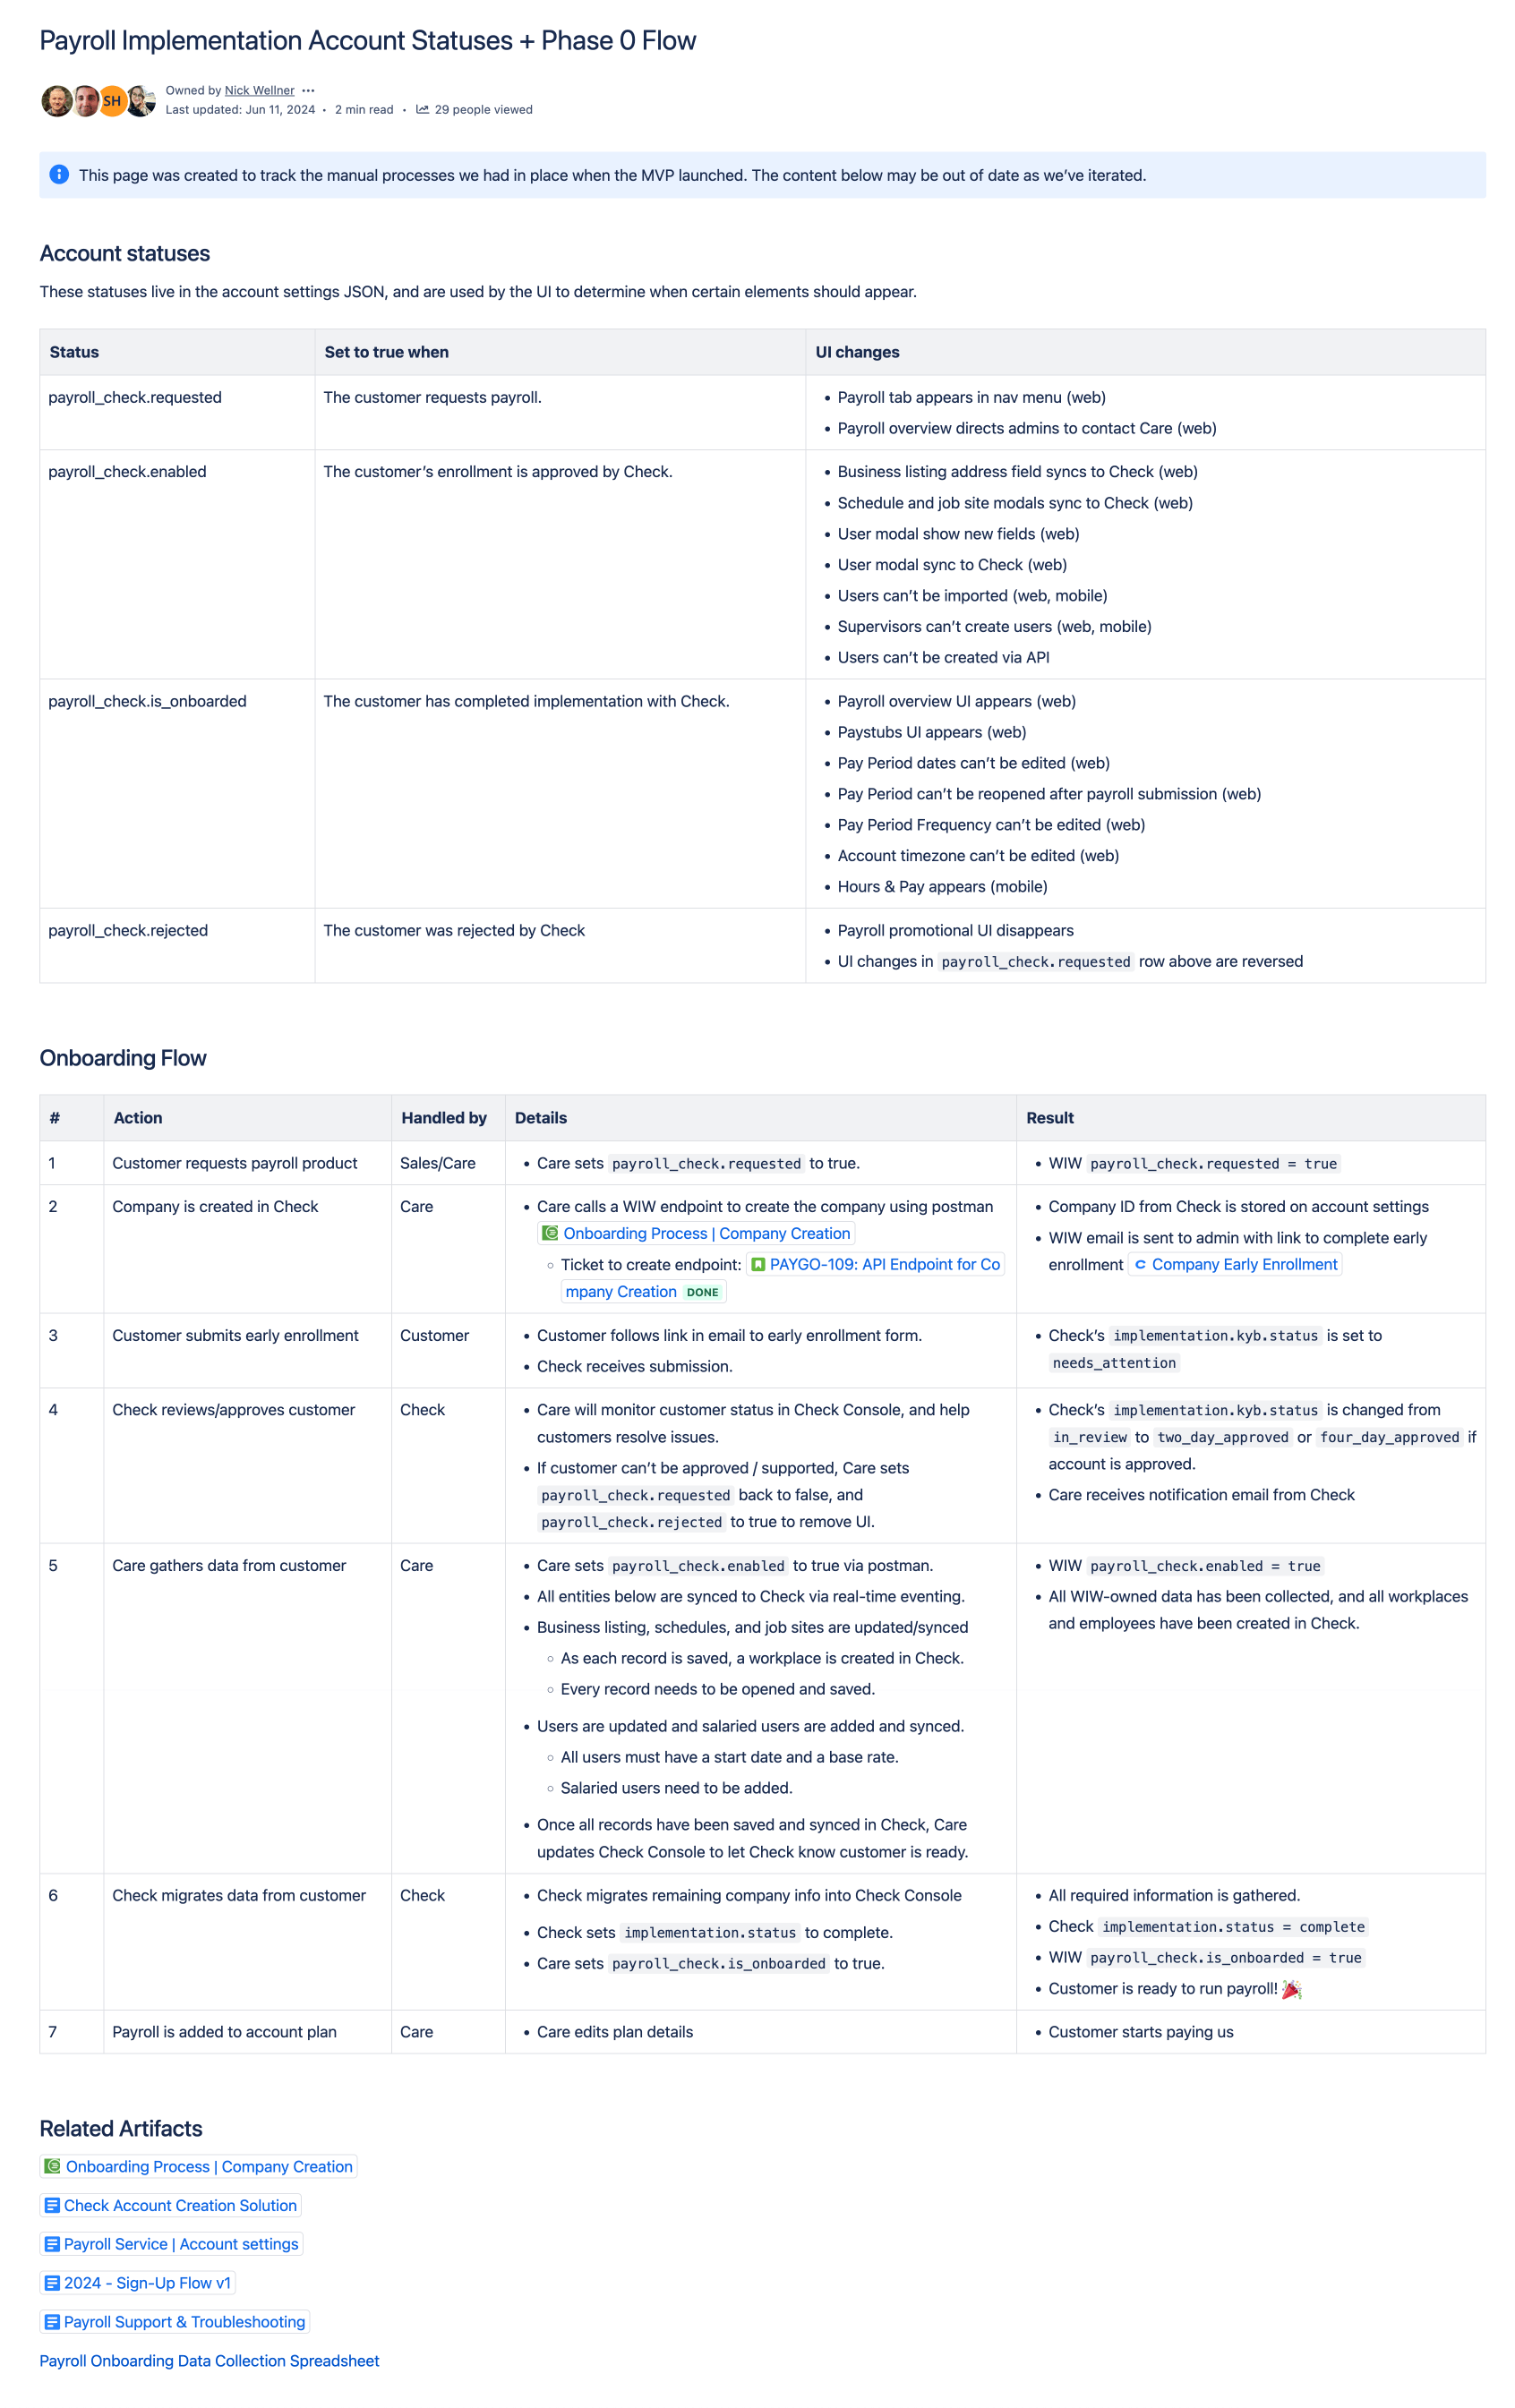 Payroll Implementation Account Statuses + Phase 0 Flow
SH
Owned by Nick Wellner •••
Last updated: Jun 11, 2024 • 2 min read • 29 people viewed
This page was created to track the manual processes we had in place when the MVP launched. The content below may be out of date as we’ve iterated.
Account statuses
These statuses live in the account settings JSON, and are used by the UI to determine when certain elements should appear.
Status Set to true when UI changes
payroll_check.requested The customer requests payroll.
• Payroll tab appears in nav menu (web)
• Payroll overview directs admins to contact Care (web)
payroll_check.enabled The customer’s enrollment is approved by Check.
• Business listing address field syncs to Check (web)
• Schedule and job site modals sync to Check (web)
• User modal show new fields (web)
• User modal sync to Check (web)
• Users can’t be imported (web, mobile)
• Supervisors can’t create users (web, mobile)
• Users can’t be created via API
payroll_check.is_onboarded The customer has completed implementation with Check.
• Payroll overview UI appears (web)
• Paystubs UI appears (web)
• Pay Period dates can’t be edited (web)
• Pay Period can’t be reopened after payroll submission (web)
• Pay Period Frequency can’t be edited (web)
• Account timezone can’t be edited (web)
• Hours & Pay appears (mobile)
payroll_check.rejected The customer was rejected by Check
• Payroll promotional UI disappears
• UI changes in payroll_check.requested row above are reversed
Onboarding Flow
# Action Handled by Details Result
1 Customer requests payroll product Sales/Care
• Care sets payroll_check.requested to true.
• WIW payroll_check.requested = true
2 Company is created in Check Care
• Care calls a WIW endpoint to create the company using postman
Onboarding Process | Company Creation
◦ Ticket to create endpoint: PAYGO-109: API Endpoint for Co
mpany Creation DONE
• Company ID from Check is stored on account settings
• WIW email is sent to admin with link to complete early
enrollment Company Early Enrollment
3 Customer submits early enrollment Customer
• Customer follows link in email to early enrollment form.
• Check receives submission.
• Check’s implementation.kyb.status is set to
needs_attention
4 Check reviews/approves customer Check
• Care will monitor customer status in Check Console, and help
customers resolve issues.
• If customer can’t be approved / supported, Care sets
payroll_check.requested back to false, and
payroll_check.rejected to true to remove UI.
• Check’s implementation.kyb.status is changed from
in_review to two_day_approved or four_day_approved if
account is approved.
• Care receives notification email from Check
5 Care gathers data from customer Care
• Care sets payroll_check.enabled to true via postman.
• All entities below are synced to Check via real-time eventing.
• Business listing, schedules, and job sites are updated/synced
◦ As each record is saved, a workplace is created in Check.
◦ Every record needs to be opened and saved.
• Users are updated and salaried users are added and synced.
◦ All users must have a start date and a base rate.
◦ Salaried users need to be added.
• Once all records have been saved and synced in Check, Care
updates Check Console to let Check know customer is ready.
• WIW payroll_check.enabled = true
• All WIW-owned data has been collected, and all workplaces
and employees have been created in Check.
6 Check migrates data from customer Check
• Check migrates remaining company info into Check Console
• Check sets implementation.status to complete.
• Care sets payroll_check.is_onboarded to true.
• All required information is gathered.
• Check implementation.status = complete
• WIW payroll_check.is_onboarded = true
• Customer is ready to run payroll! 🎉
7 Payroll is added to account plan Care
• Care edits plan details
• Customer starts paying us
Related Artifacts
Onboarding Process | Company Creation
Check Account Creation Solution
Payroll Service | Account settings
2024 - Sign-Up Flow v1
Payroll Support & Troubleshooting
Payroll Onboarding Data Collection Spreadsheet